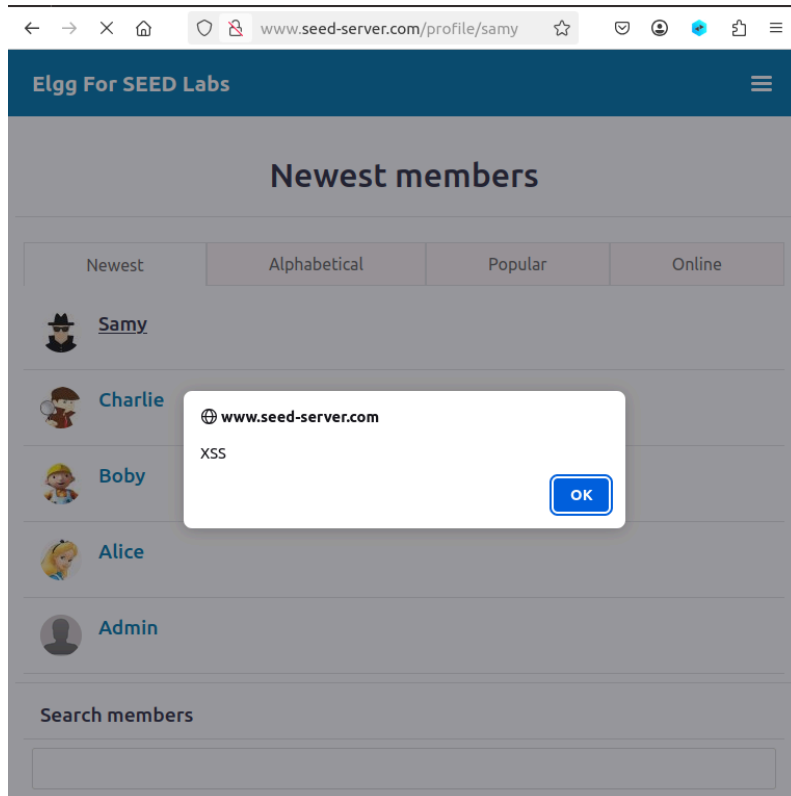 www.seed-server.com/profile/samy
Elgg For SEED Labs
Newest members
Newest Alphabetical Popular Online
Samy
Charlie
www.seed-server.com
XSS
Boby
OK
Alice
Admin
Search members